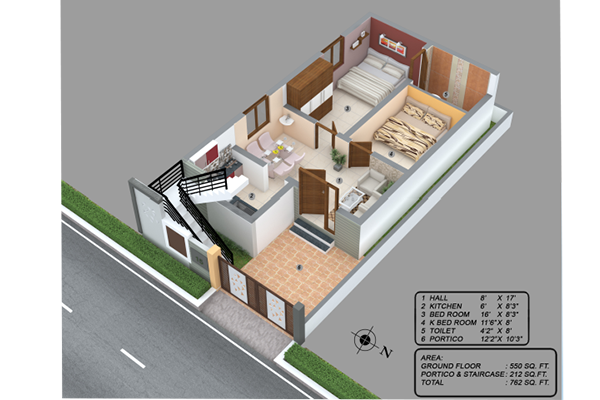 1 HALL 8' X 17'
2 KITCHEN 6' X 8'3"
3 BED ROOM 16' X 8'3"
4 K BED ROOM 11'6" X 8'
5 TOILET 4'2" X 8'
6 PORTICO 12'2" X 10'3"
AREA:
GROUND FLOOR : 550 SQ. FT.
PORTICO & STAIRCASE : 212 SQ.FT.
TOTAL : 762 SQ. FT.
N